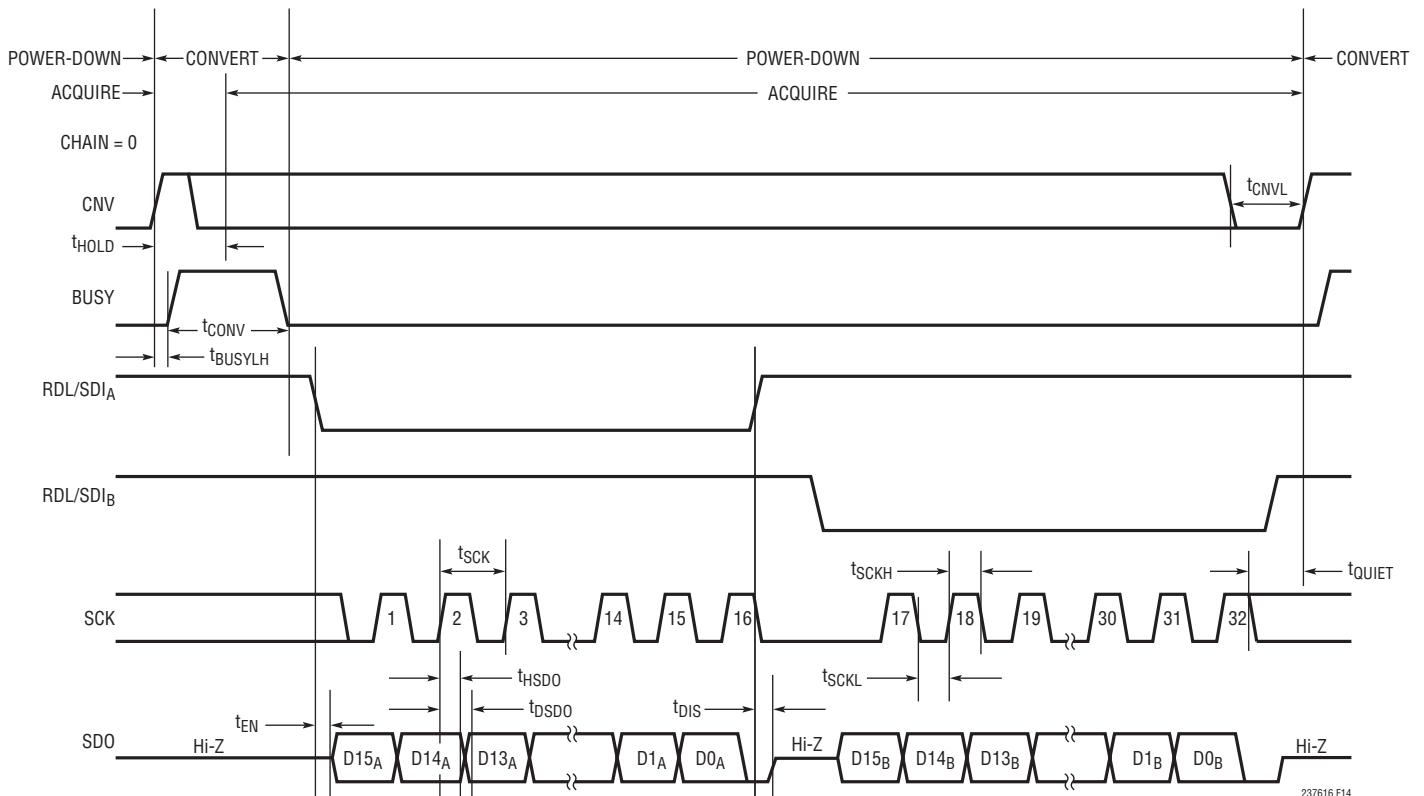 POWER-DOWN CONVERT POWER-DOWN CONVERT
ACQUIRE ACQUIRE
CHAIN = 0
CNV tCNVL
tHOLD
BUSY
tCONV
tBUSYLH
RDL/SDIA
RDL/SDIB
tSCK tSCKH tQUIET
SCK 1 2 3 14 15 16 17 18 19 30 31 32
tHSDO tSCKL
tEN tDSDO tDIS
SDO Hi-Z D15A D14A D13A D1A D0A Hi-Z D15B D14B D13B D1B D0B Hi-Z
237616 F14